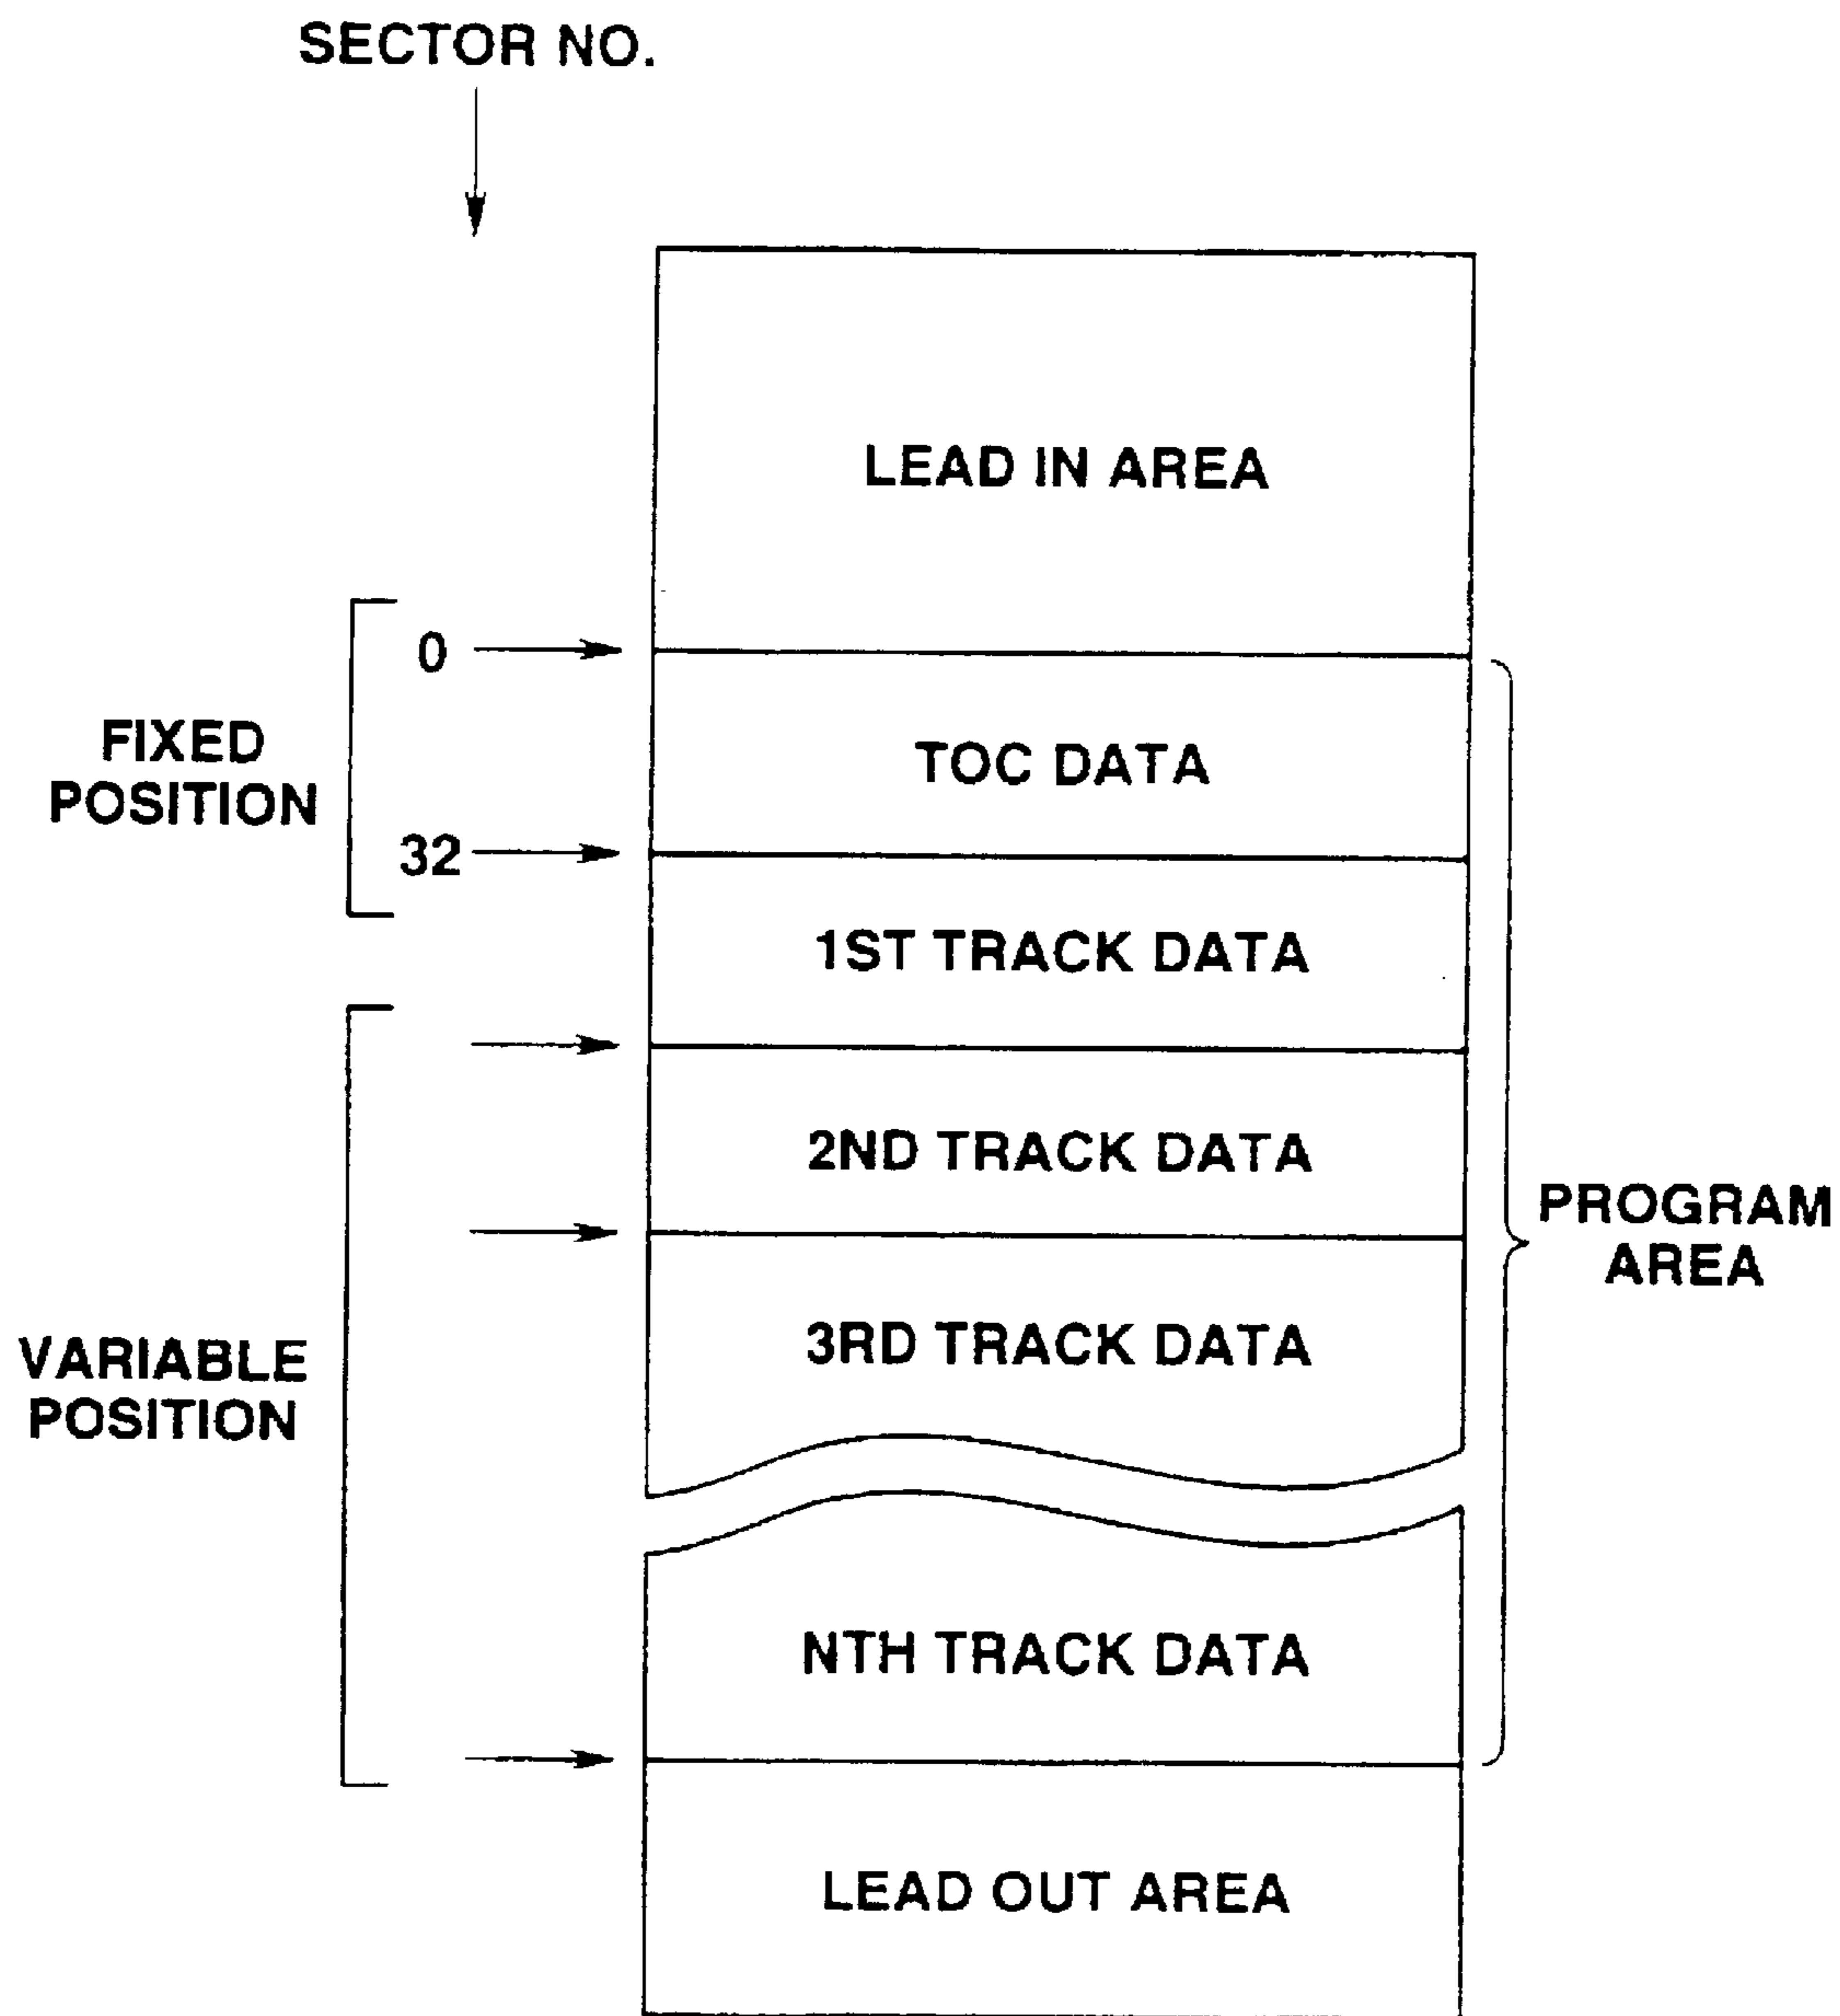 SECTOR NO.
LEAD IN AREA
0
FIXED
POSITION
TOC DATA
32
1ST TRACK DATA
2ND TRACK DATA
PROGRAM
AREA
3RD TRACK DATA
VARIABLE
POSITION
NTH TRACK DATA
LEAD OUT AREA